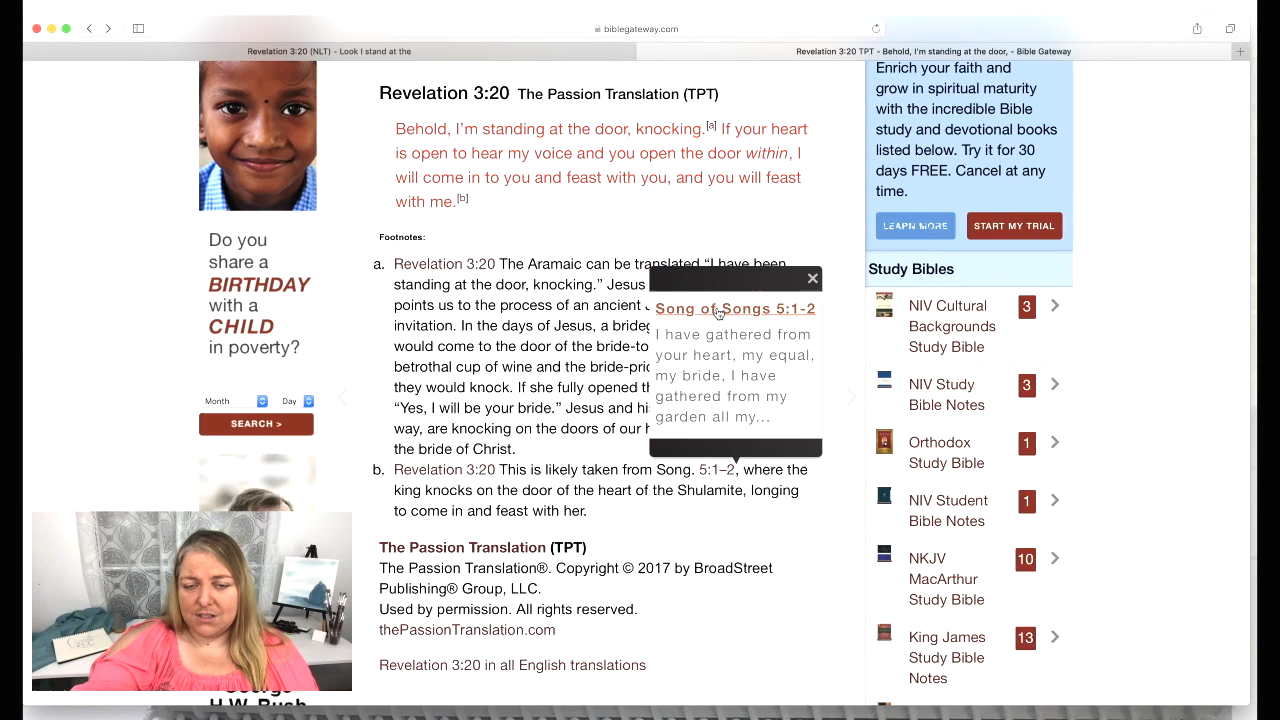 biblegateway.com
Revelation 3:20 (NLT) - Look I stand at the
Revelation 3:20 TPT - Behold, I'm standing at the door, - Bible Gateway
Do you
share a
BIRTHDAY
with a
CHILD
in poverty?
Month
Day
SEARCH >
H.W. Bush
Revelation 3:20 The Passion Translation (TPT)
Behold, I'm standing at the door, knocking.[a] If your heart
is open to hear my voice and you open the door within, I
will come in to you and feast with you, and you will feast
with me.[b]
Footnotes:
a. Revelation 3:20 The Aramaic can be translated “I have been
standing at the door, knocking.” Jesus
points us to the process of an ancient
invitation. In the days of Jesus, a
would come to the door of the
betrothal cup of wine and the
they would knock. If she fully opened
“Yes, I will be your bride.” Jesus and
way, are knocking on the doors of our
the bride of Christ.
b. Revelation 3:20 This is likely taken from Song. 5:1–2, where the
king knocks on the door of the heart of the Shulamite, longing
to come in and feast with her.
Song of Songs 5:1-2
I have gathered from
your heart, my equal,
my bride, I have
gathered from my
garden all my...
The Passion Translation (TPT)
The Passion Translation®. Copyright © 2017 by BroadStreet
Publishing® Group, LLC.
Used by permission. All rights reserved.
thePassionTranslation.com
Revelation 3:20 in all English translations
Enrich your faith and
grow in spiritual maturity
with the incredible Bible
study and devotional books
listed below. Try it for 30
days FREE. Cancel at any
time.
LEARN MORE
START MY TRIAL
Study Bibles
NIV Cultural
Backgrounds
Study Bible
3
NIV Study
Bible Notes
3
Orthodox
Study Bible
1
NIV Student
Bible Notes
1
NKJV
MacArthur
Study Bible
10
King James
Study Bible
Notes
13